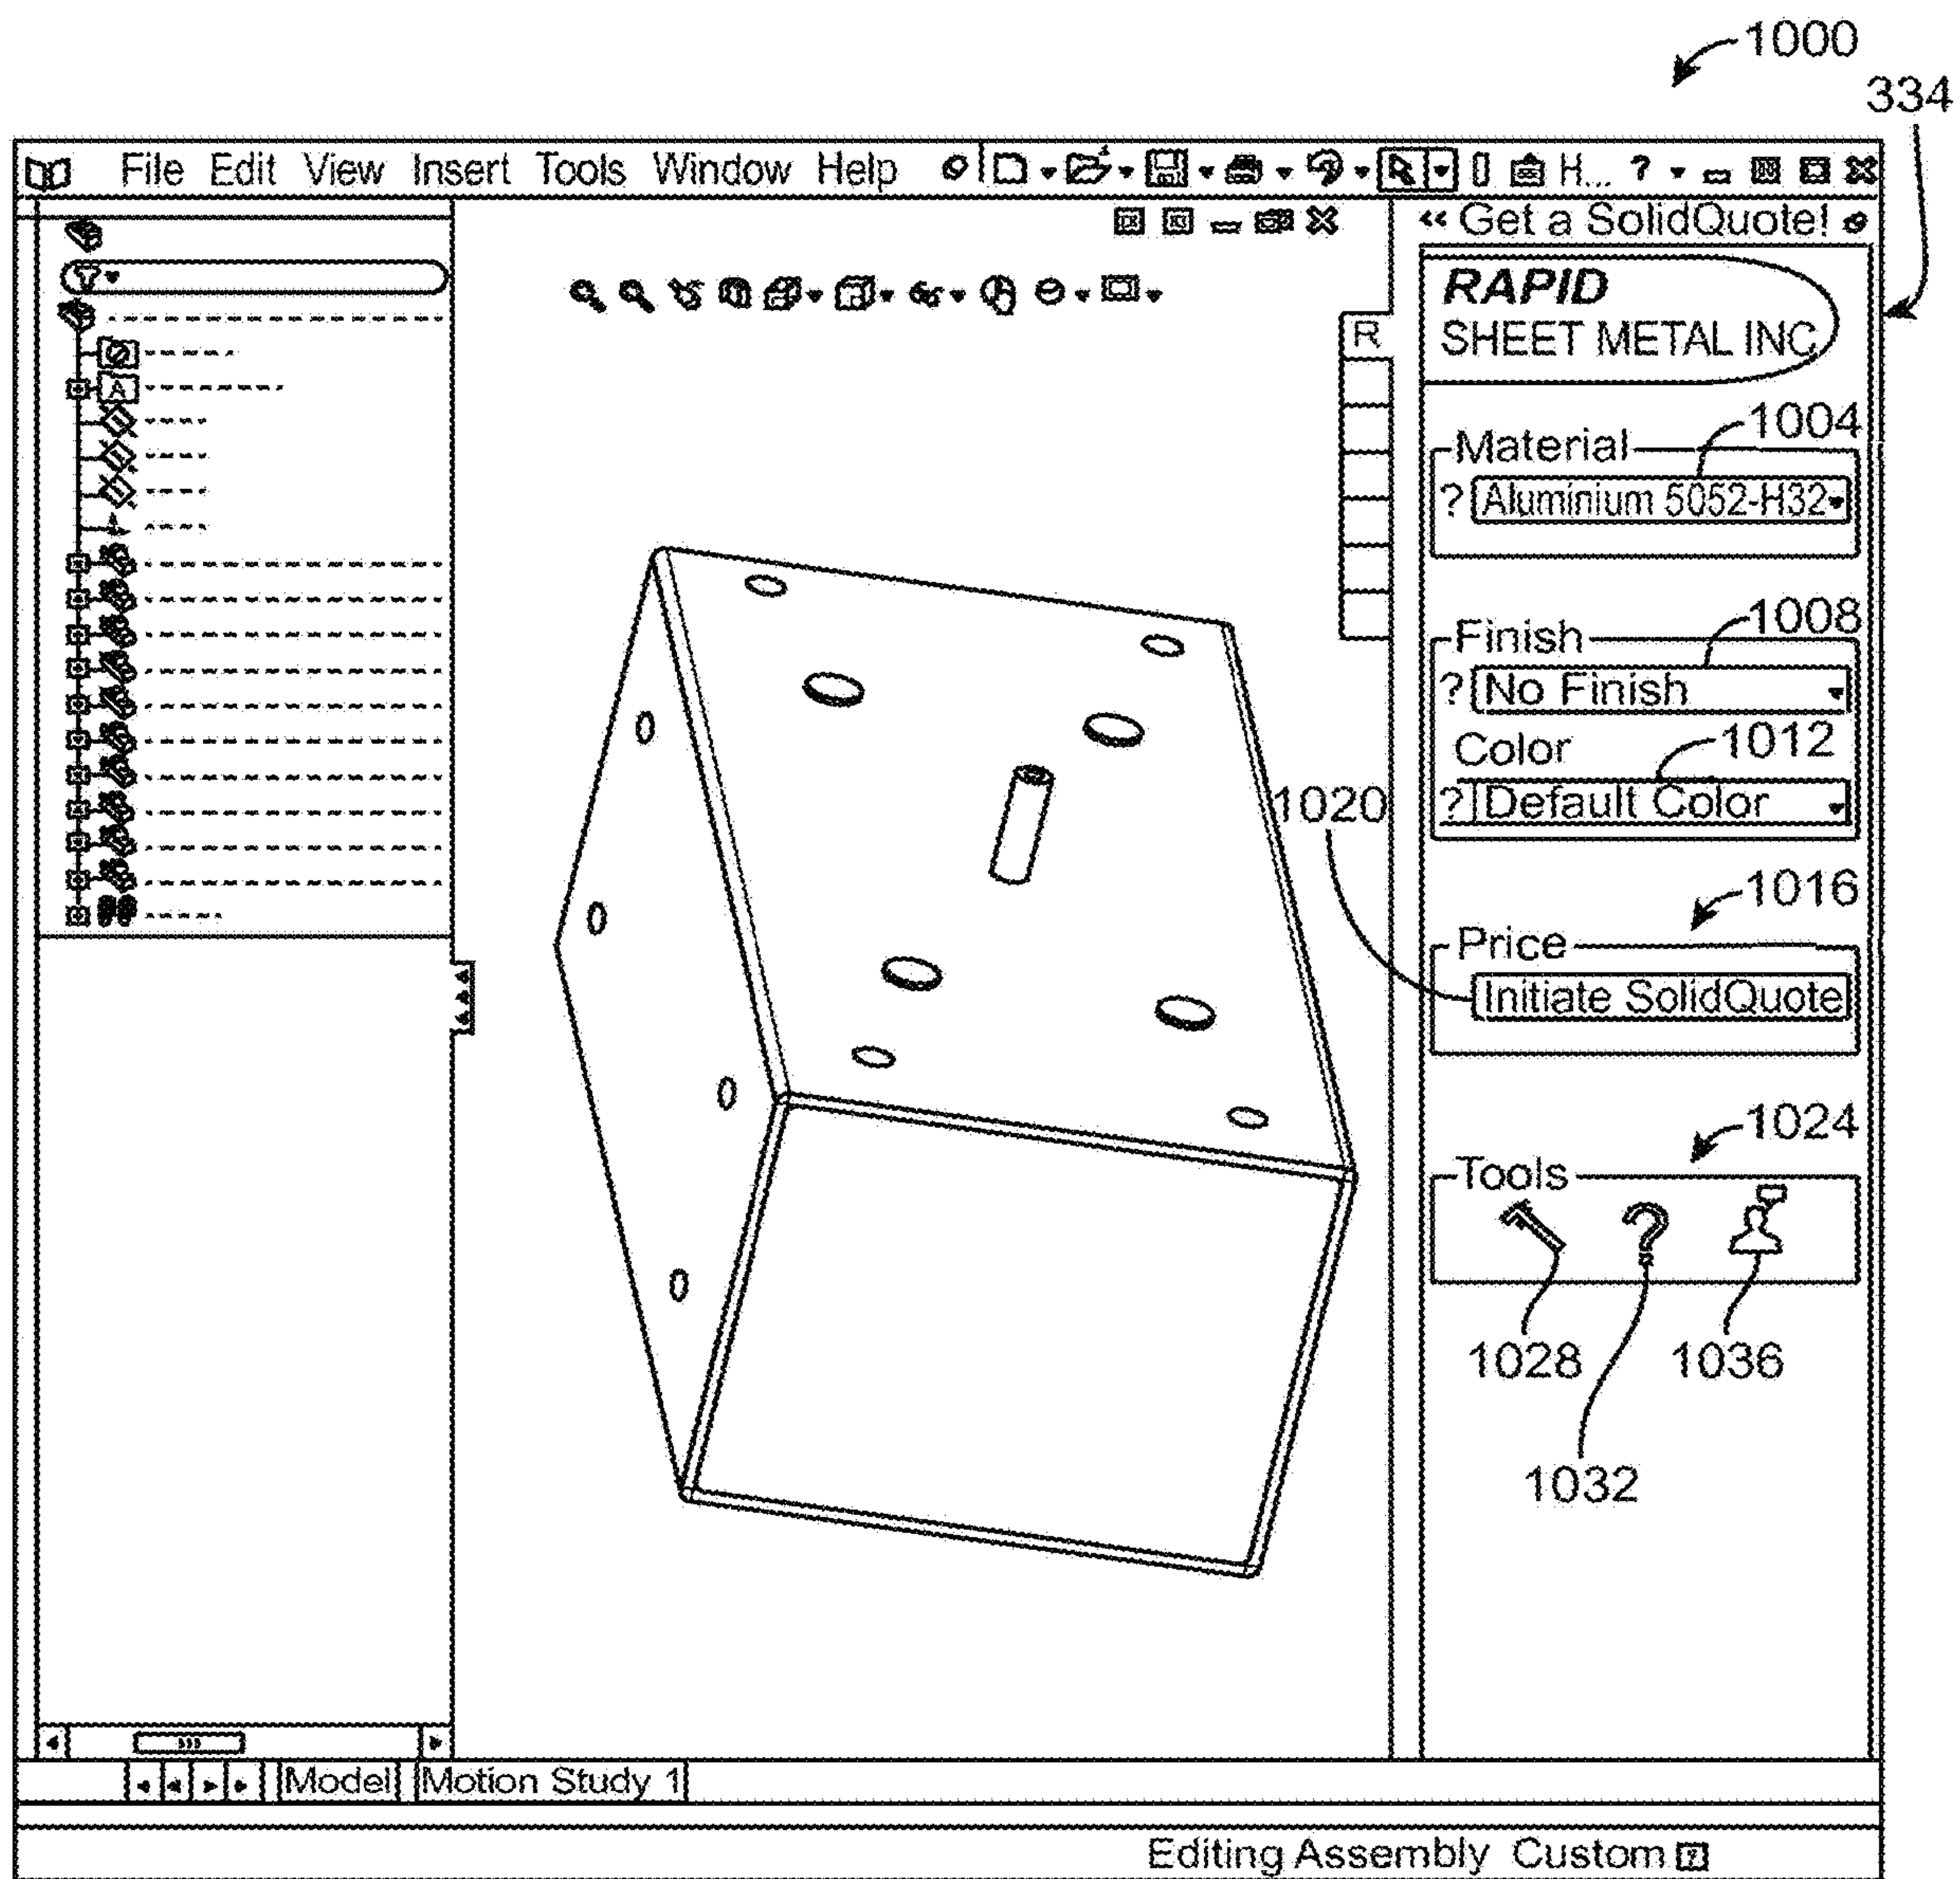 1000
334
File Edit View Insert Tools Window Help H... ?
<< Get a SolidQuote!
RAPID
SHEET METAL INC
R
A
1004
Material
? Aluminium 5052-H32
1008
Finish
? No Finish
Color 1012
? Default Color
1020
1016
Price
Initiate SolidQuote
1024
Tools
?
1028
1036
1032
Model Motion Study 1
Editing Assembly Custom ?